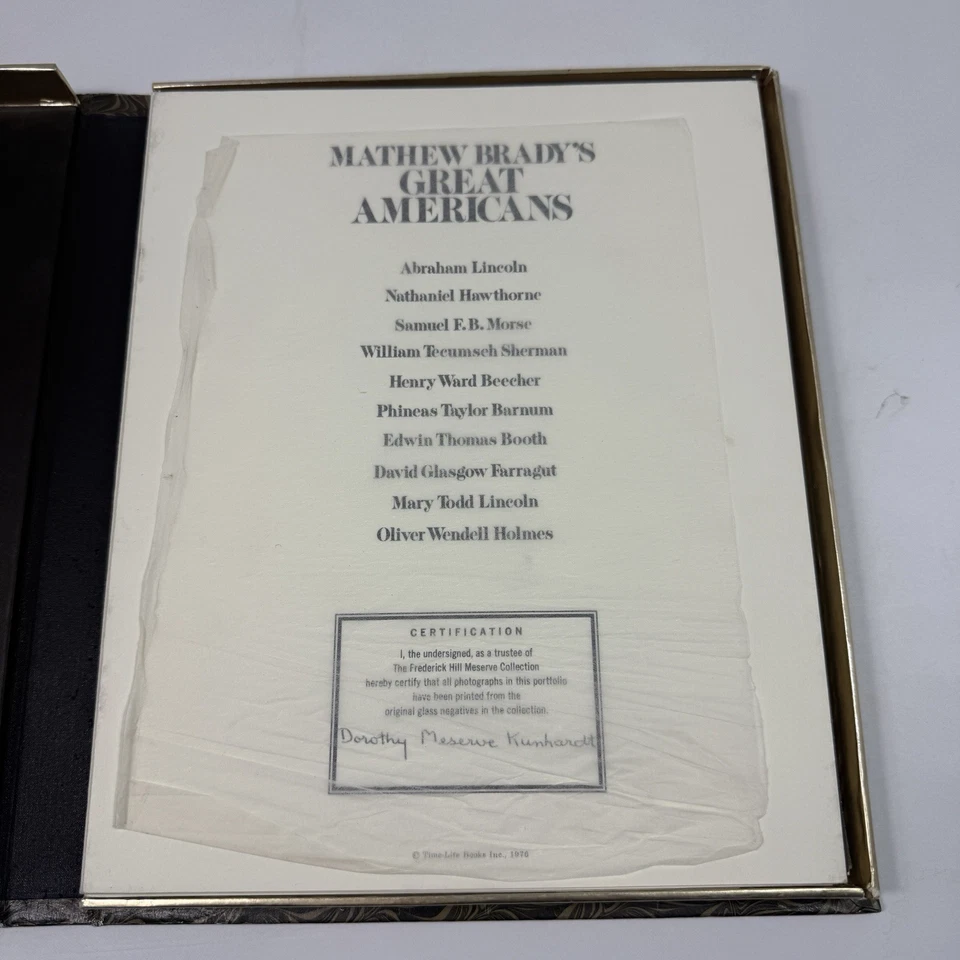 MATHEW BRADY'S
GREAT
AMERICANS
Abraham Lincoln
Nathaniel Hawthorne
Samuel F. B. Morse
William Tecumseh Sherman
Henry Ward Beecher
Phineas Taylor Barnum
Edwin Thomas Booth
David Glasgow Farragut
Mary Todd Lincoln
Oliver Wendell Holmes
CERTIFICATION
I, the undersigned, as a trustee of
The Frederick Hill Meserve Collection
hereby certify that all photographs in this portfolio
have been printed from the
original glass negatives in the collection.
Dorothy Meserve Kunhardt
© Time-Life Books Inc., 1976